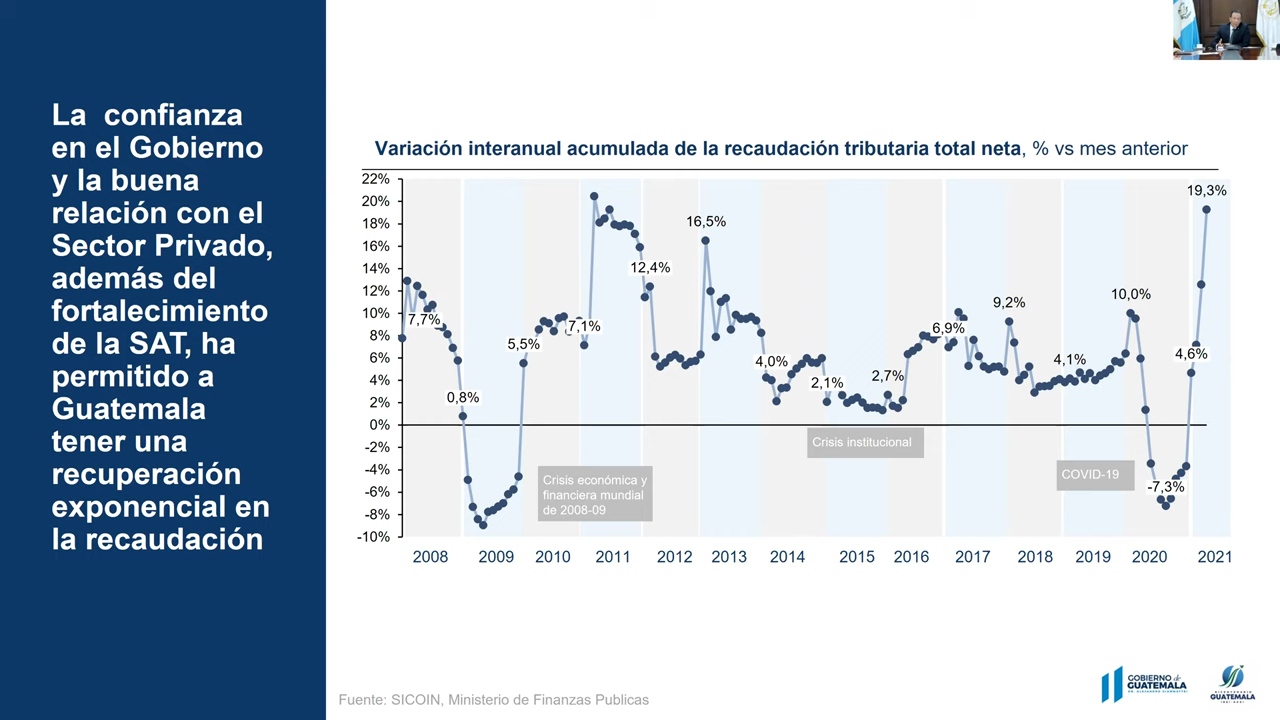 La  confianza
en el Gobierno
y la buena
relación con el
Sector Privado,
además del
fortalecimiento
de la SAT, ha
permitido a
Guatemala
tener una
recuperación
exponencial en
la recaudación
Variación interanual acumulada de la recaudación tributaria total neta, % vs mes anterior
22%
20%
18%
16%
14%
12%
10%
8%
6%
4%
2%
0%
-2%
-4%
-6%
-8%
-10%
7,7%
0,8%
5,5%
7,1%
12,4%
16,5%
4,0%
2,1%
2,7%
6,9%
9,2%
4,1%
10,0%
-7,3%
4,6%
19,3%
Crisis económica y
financiera mundial
de 2008-09
Crisis institucional
COVID-19
2008 2009 2010 2011 2012 2013 2014 2015 2016 2017 2018 2019 2020 2021
Fuente: SICOIN, Ministerio de Finanzas Publicas
GOBIERNO de
GUATEMALA
DR. ALEJANDRO GIAMMATTEI
BICENTENARIO
GUATEMALA